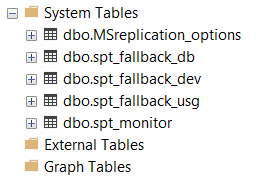 System Tables
dbo.MSreplication_options
dbo.spt_fallback_db
dbo.spt_fallback_dev
dbo.spt_fallback_usg
dbo.spt_monitor
External Tables
Graph Tables